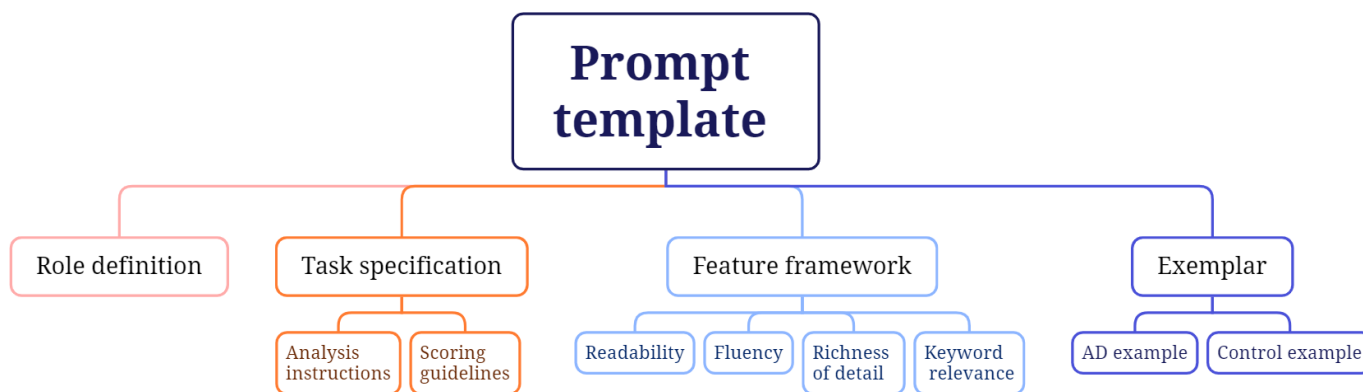 Prompt
template
Role definition
Task specification
Feature framework
Exemplar
Analysis
instructions
Scoring
guidelines
Readability
Fluency
Richness
of detail
Keyword
relevance
AD example
Control example